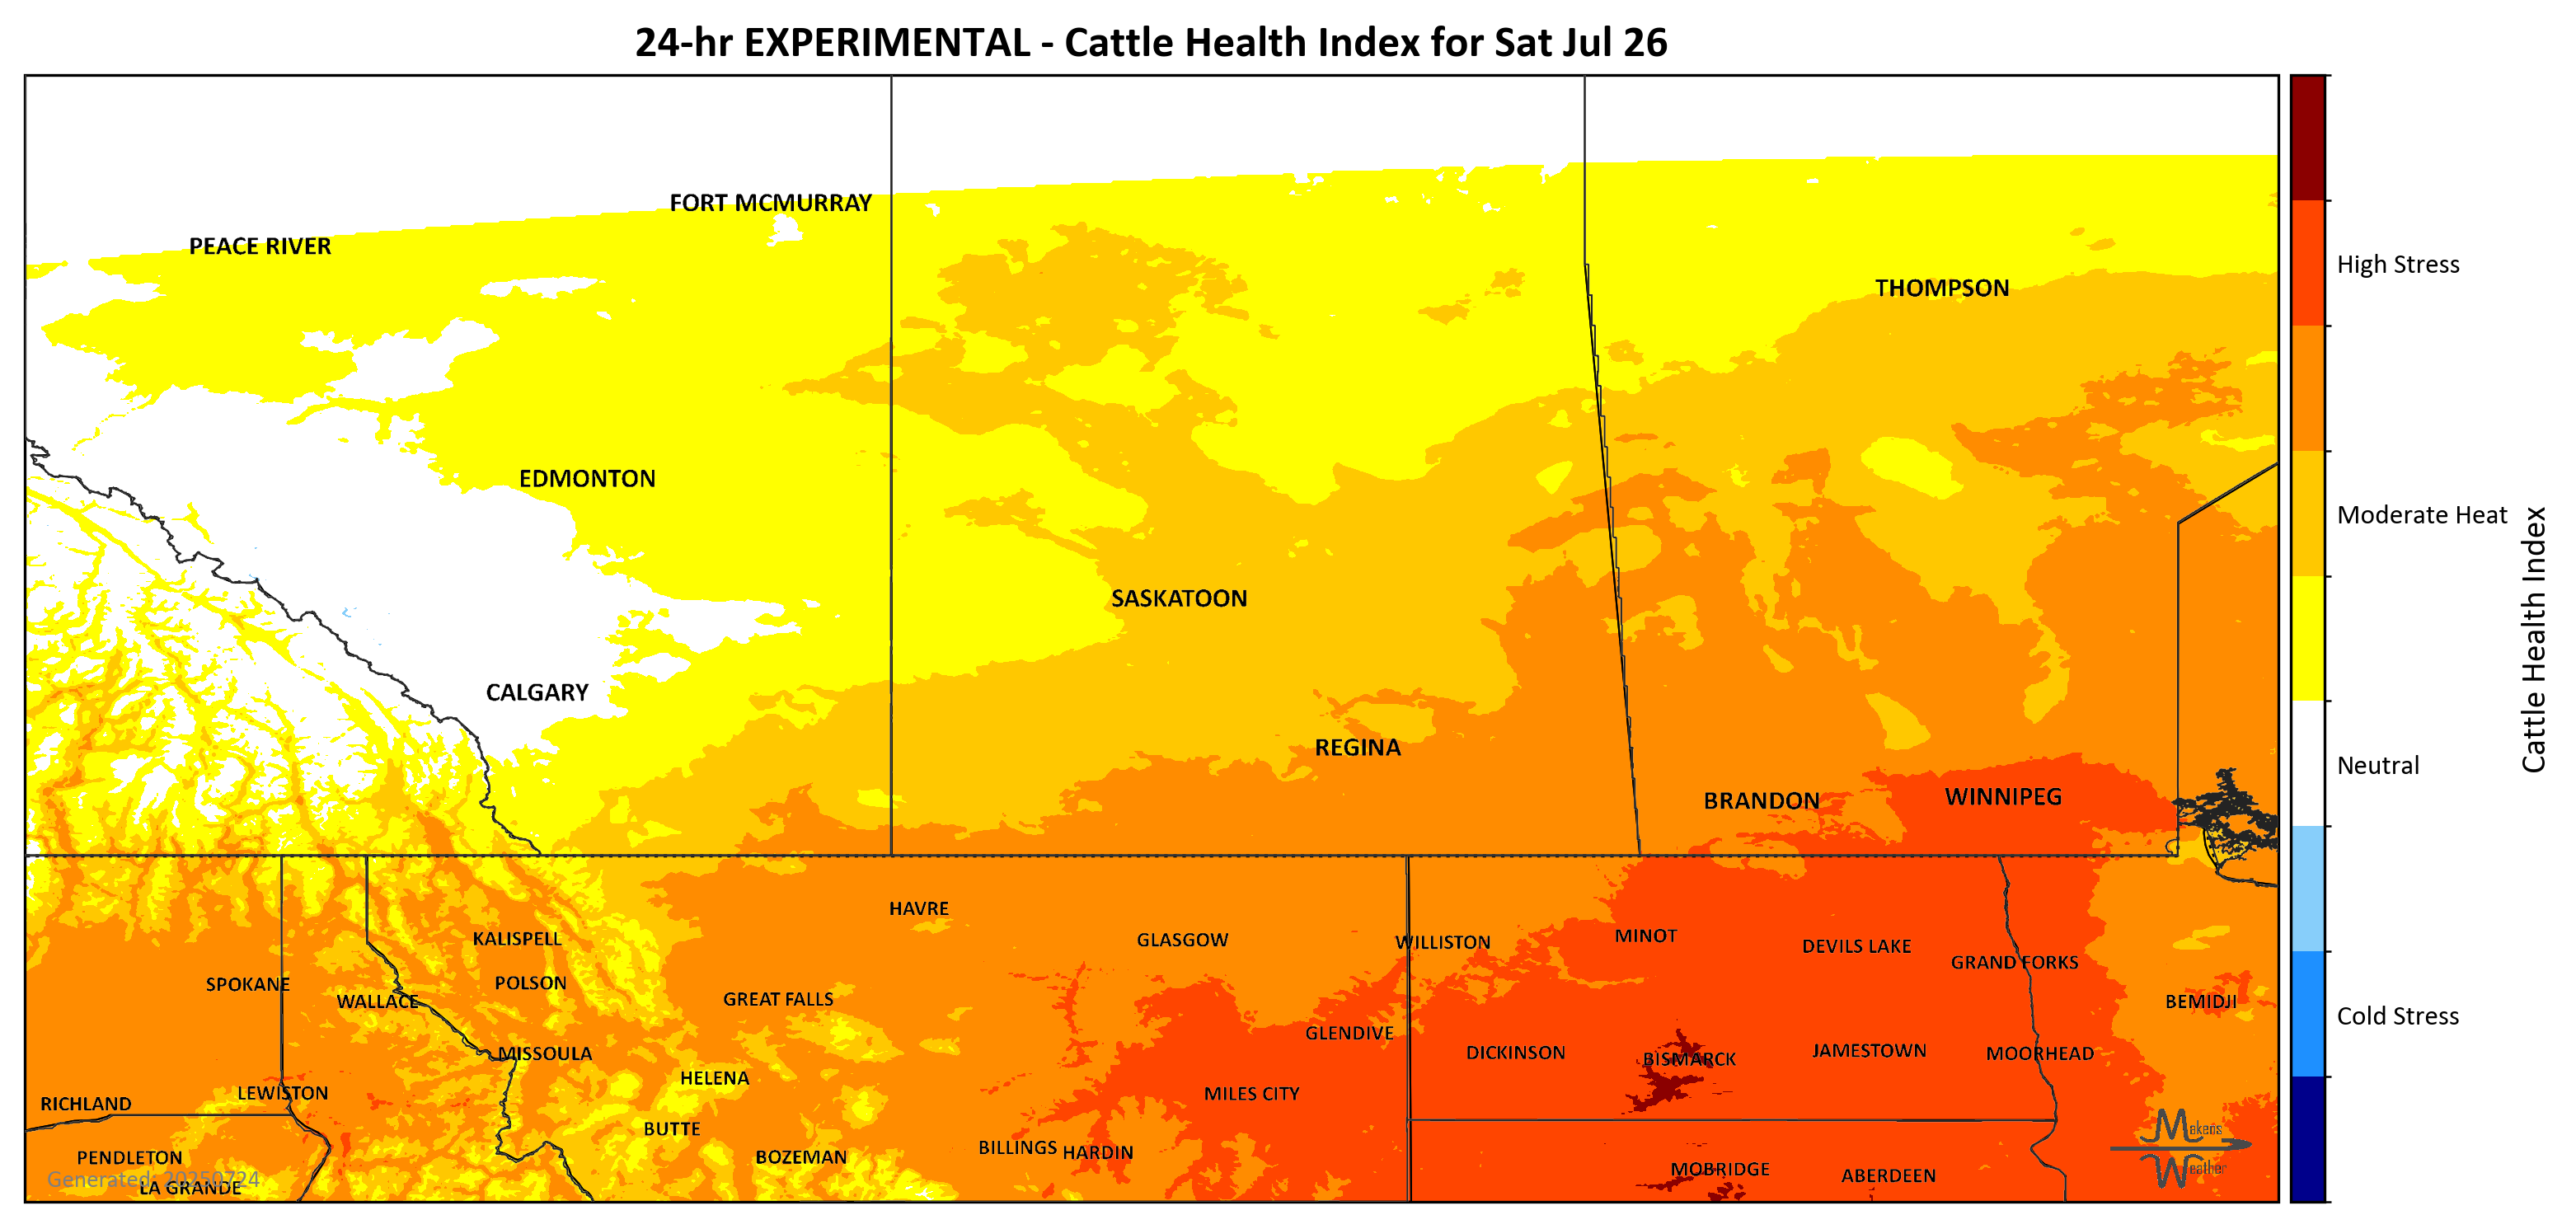 24-hr EXPERIMENTAL - Cattle Health Index for Sat Jul 26
FORT MCMURRAY
PEACE RIVER
THOMPSON
EDMONTON
SASKATOON
CALGARY
REGINA
BRANDON
WINNIPEG
HAVRE
KALISPELL
GLASGOW
WILLISTON
MINOT
DEVILS LAKE
GRAND FORKS
SPOKANE
POLSON
WALLACE
GREAT FALLS
BEMIDJI
GLENDIVE
MISSOULA
DICKINSON
BISMARCK
JAMESTOWN
MOORHEAD
HELENA
LEWISTON
MILES CITY
RICHLAND
BUTTE
BILLINGS
HARDIN
PENDLETON
BOZEMAN
MOBRIDGE
ABERDEEN
Generated: 20250724
LA GRANDE
Makens
Weather
High Stress
Moderate Heat
Neutral
Cold Stress
Cattle Health Index